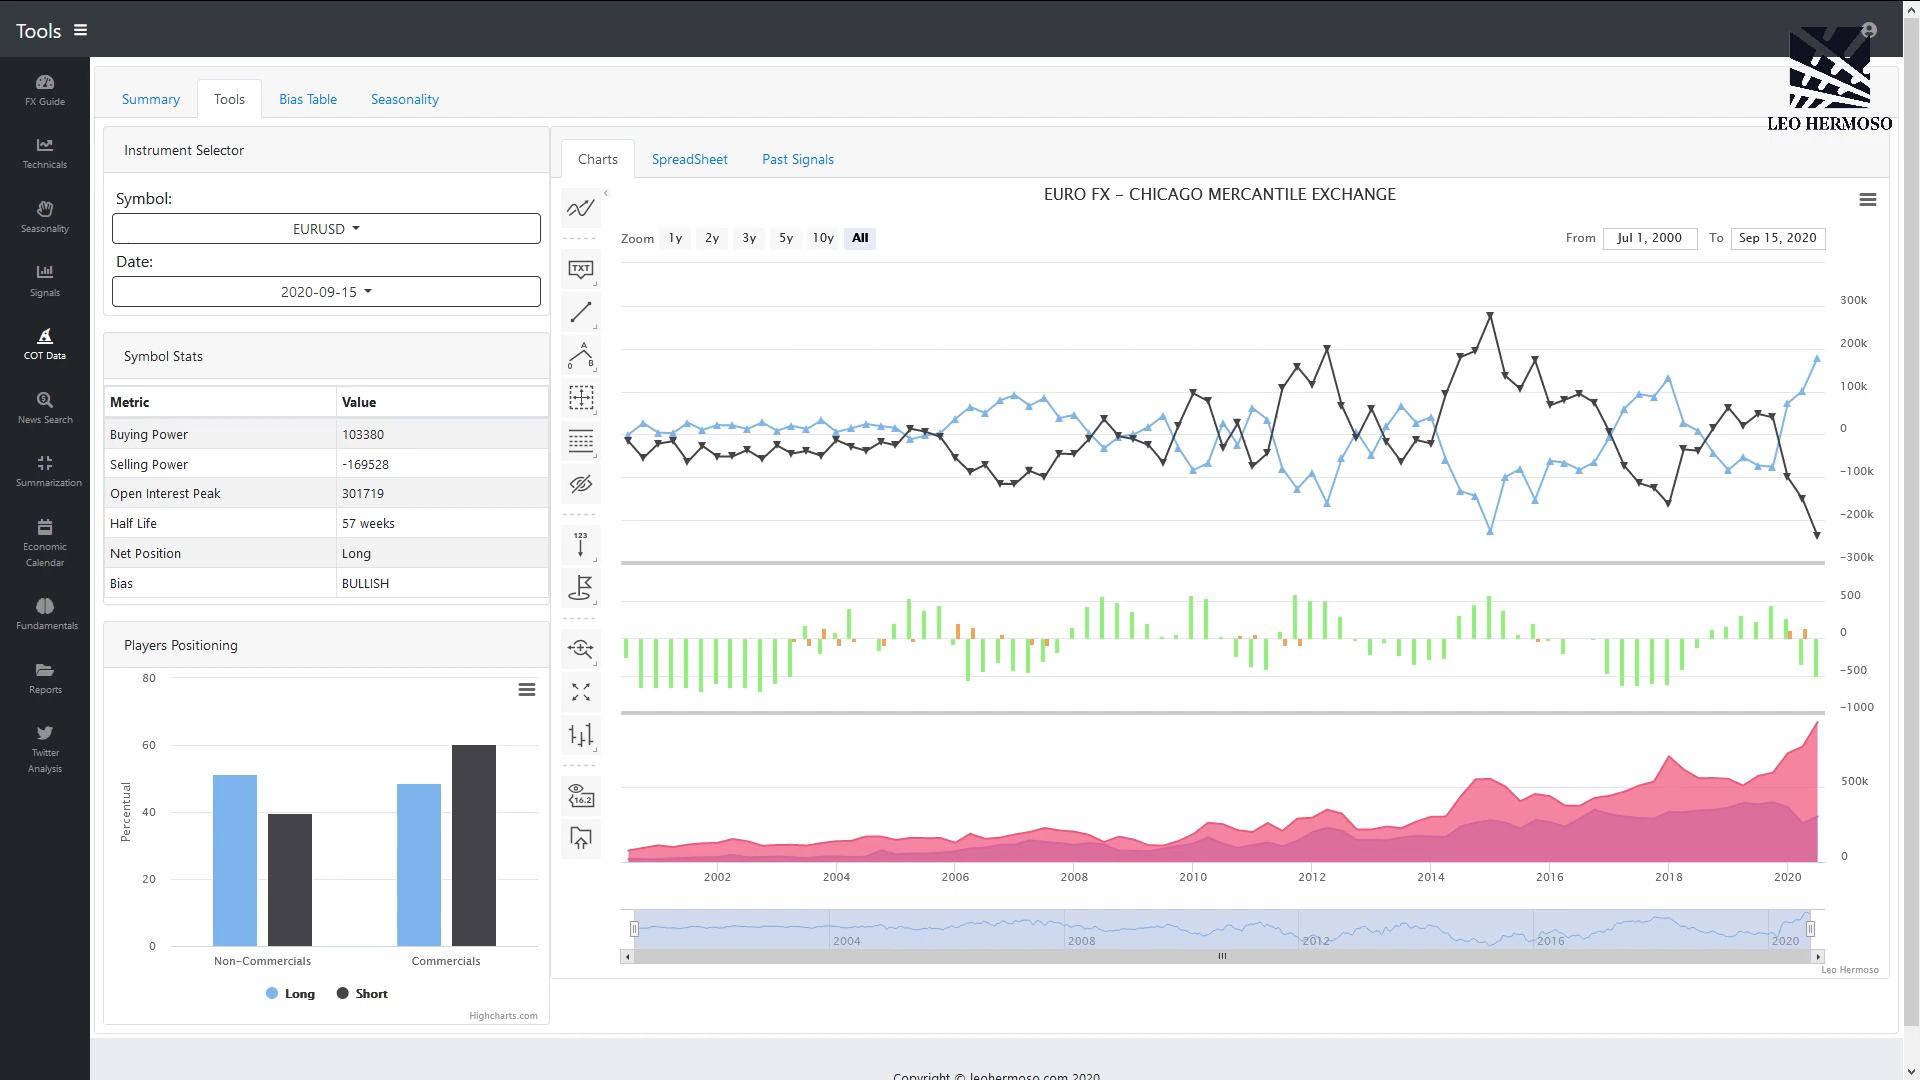 Tools
LEO HERMOSO
FX Guide
Technicals
Seasonality
Signals
COT Data
News Search
Summarization
Economic
Calendar
Fundamentals
Reports
Twitter
Analysis
Summary
Tools
Bias Table
Seasonality
Instrument Selector
Symbol:
EURUSD
Date:
2020-09-15
Symbol Stats
Metric Value
Buying Power 103380
Selling Power -169528
Open Interest Peak 301719
Half Life 57 weeks
Net Position Long
Bias BULLISH
Players Positioning
80
60
40
20
0
Percentual
Non-Commercials Commercials
Long Short
Highcharts.com
Charts
SpreadSheet
Past Signals
EURO FX - CHICAGO MERCANTILE EXCHANGE
Zoom 1y 2y 3y 5y 10y All
From Jul 1, 2000 To Sep 15, 2020
TXT
A
B
123
16.2
300k
200k
100k
0
-100k
-200k
-300k
500
0
-500
-1000
500k
0
2002 2004 2006 2008 2010 2012 2014 2016 2018 2020
2004 2008 2012 2016 2020
Leo Hermoso
Copyright © leohermoso.com 2020